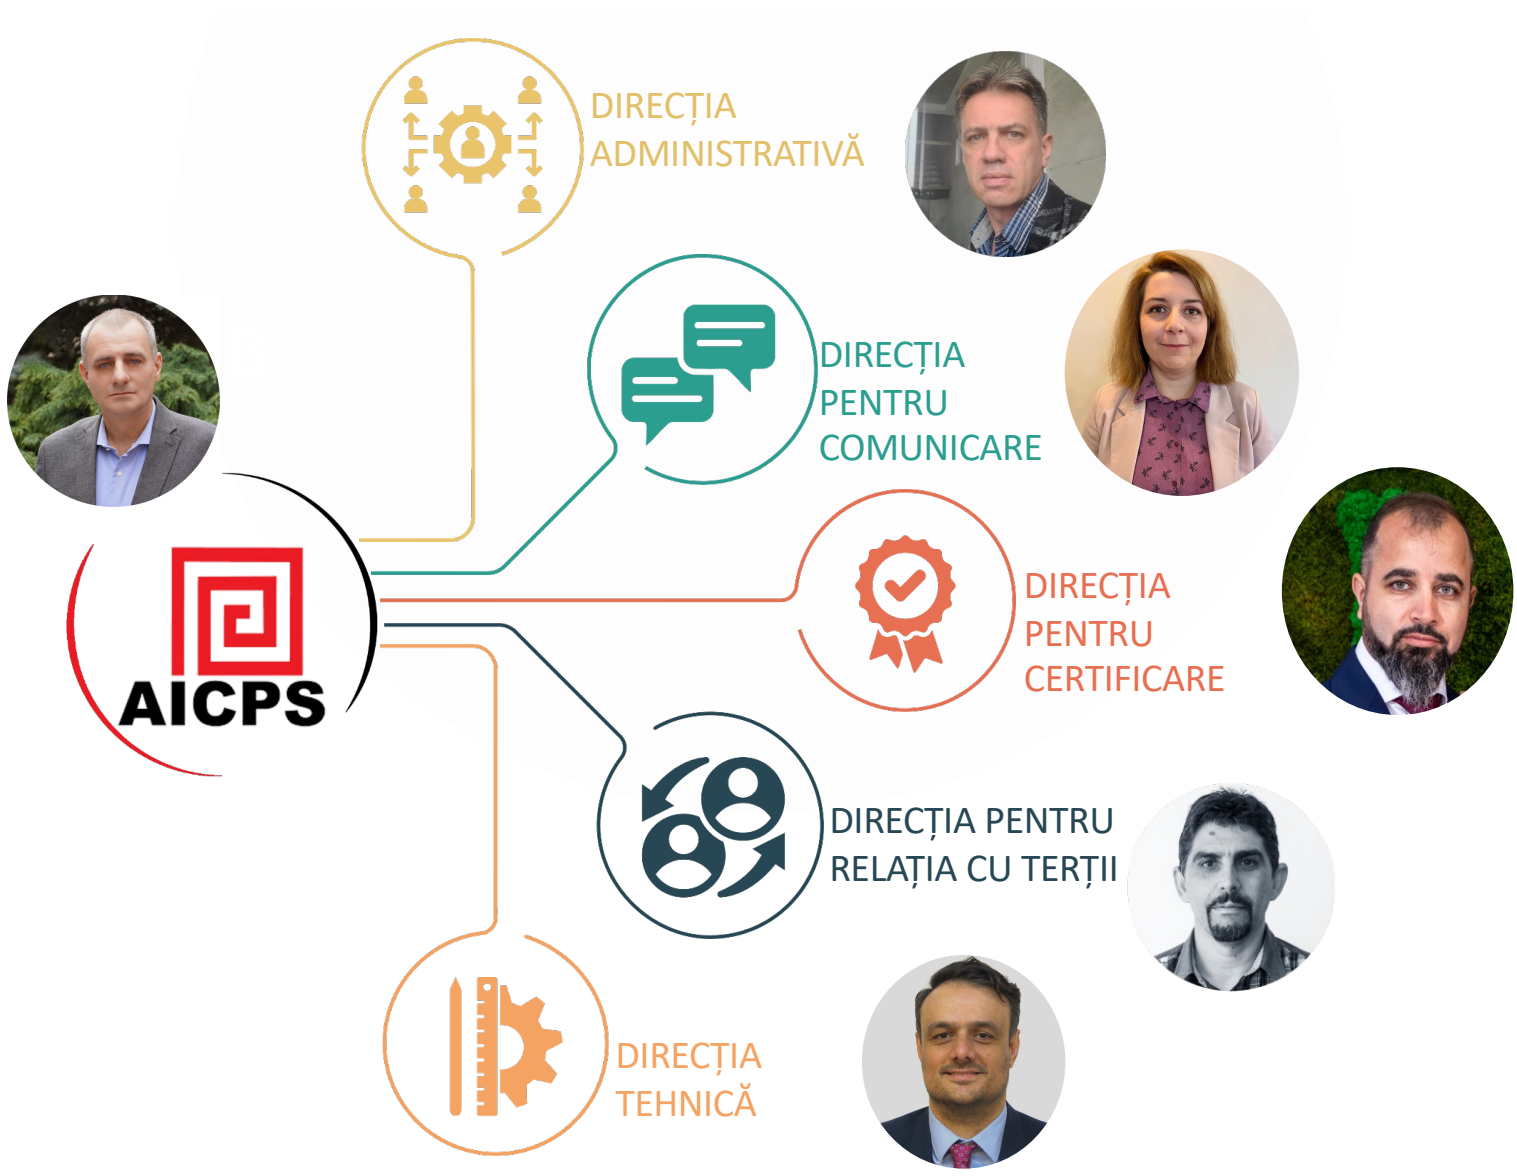 DIRECȚIA
ADMINISTRATIVĂ
DIRECȚIA
PENTRU
COMUNICARE
DIRECȚIA
PENTRU
CERTIFICARE
AICPS
DIRECȚIA PENTRU
RELAȚIA CU TERȚII
DIRECȚIA
TEHNICĂ